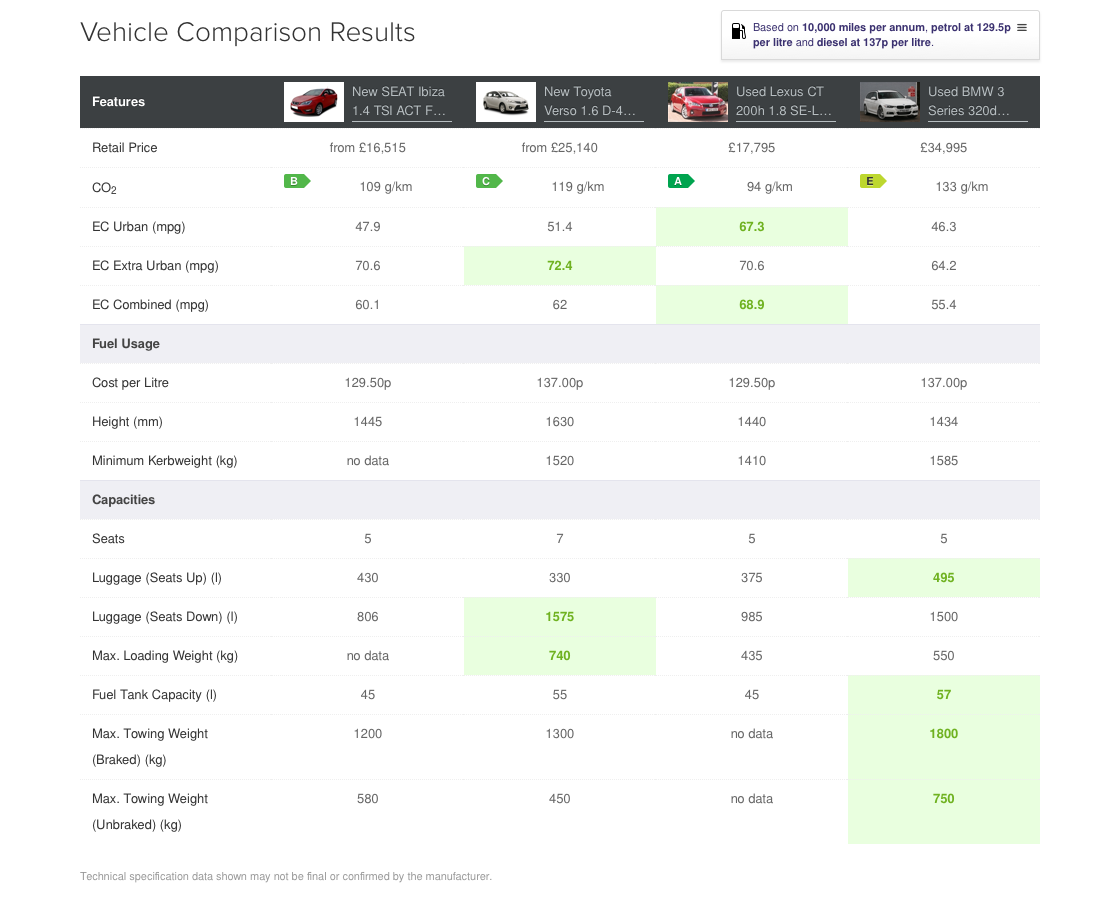 Vehicle Comparison Results
Based on 10,000 miles per annum, petrol at 129.5p
per litre and diesel at 137p per litre.
Features
New SEAT Ibiza
1.4 TSI ACT F...
New Toyota
Verso 1.6 D-4...
Used Lexus CT
200h 1.8 SE-L...
Used BMW 3
Series 320d...
Retail Price from £16,515 from £25,140 £17,795 £34,995
CO2 B 109 g/km C 119 g/km A 94 g/km E 133 g/km
EC Urban (mpg) 47.9 51.4 67.3 46.3
EC Extra Urban (mpg) 70.6 72.4 70.6 64.2
EC Combined (mpg) 60.1 62 68.9 55.4
Fuel Usage
Cost per Litre 129.50p 137.00p 129.50p 137.00p
Height (mm) 1445 1630 1440 1434
Minimum Kerbweight (kg) no data 1520 1410 1585
Capacities
Seats 5 7 5 5
Luggage (Seats Up) (l) 430 330 375 495
Luggage (Seats Down) (l) 806 1575 985 1500
Max. Loading Weight (kg) no data 740 435 550
Fuel Tank Capacity (l) 45 55 45 57
Max. Towing Weight 1200 1300 no data 1800
(Braked) (kg)
Max. Towing Weight 580 450 no data 750
(Unbraked) (kg)
Technical specification data shown may not be final or confirmed by the manufacturer.